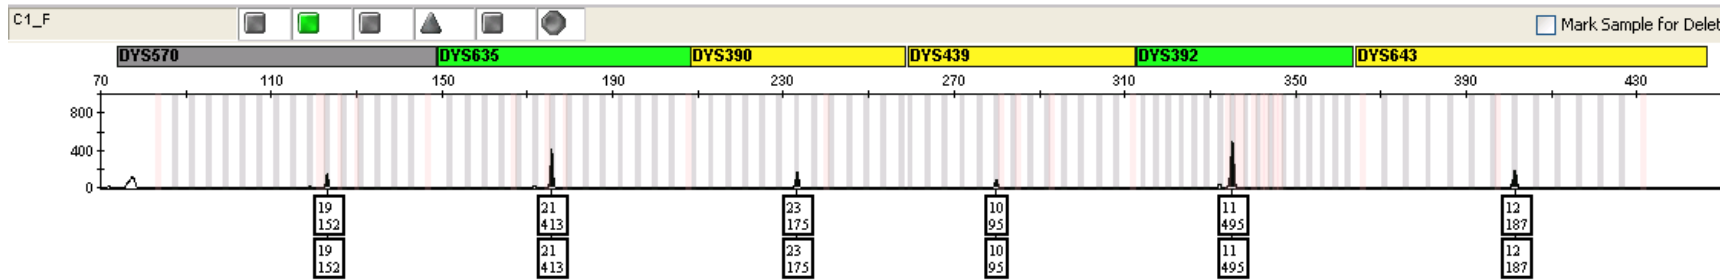 C1_F
Mark Sample for Delet
DYS570 DYS635 DYS390 DYS439 DYS392 DYS643
70 110 150 190 230 270 310 350 390 430
800
400
0
19 21 23 10 11 12
152 413 175 95 495 187
19 21 23 10 11 12
152 413 175 95 495 187